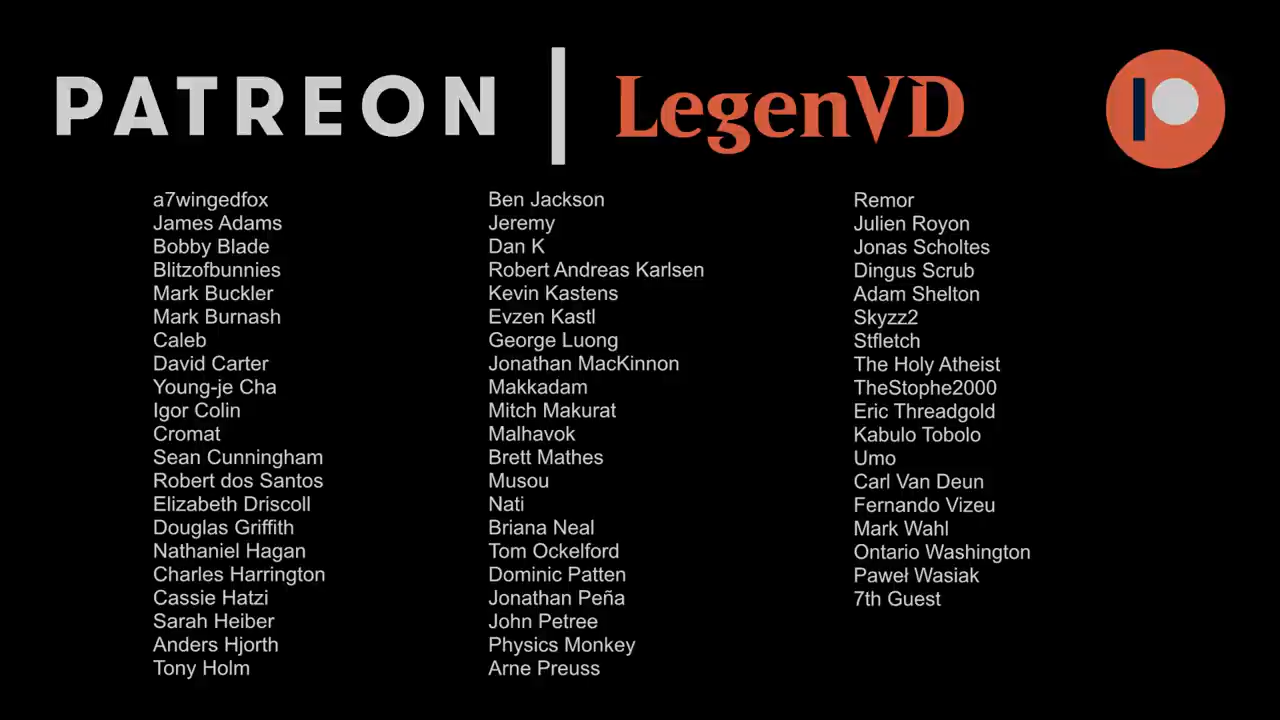 PATREON | LegenVD
a7wingedfox
James Adams
Bobby Blade
Blitzofbunnies
Mark Buckler
Mark Burnash
Caleb
David Carter
Young-je Cha
Igor Colin
Cromat
Sean Cunningham
Robert dos Santos
Elizabeth Driscoll
Douglas Griffith
Nathaniel Hagan
Charles Harrington
Cassie Hatzi
Sarah Heiber
Anders Hjorth
Tony Holm
Ben Jackson
Jeremy
Dan K
Robert Andreas Karlsen
Kevin Kastens
Evzen Kastl
George Luong
Jonathan MacKinnon
Makkadam
Mitch Makurat
Malhavok
Brett Mathes
Musou
Nati
Briana Neal
Tom Ockelford
Dominic Patten
Jonathan Peña
John Petree
Physics Monkey
Arne Preuss
Remor
Julien Royon
Jonas Scholtes
Dingus Scrub
Adam Shelton
Skyzz2
Stfletch
The Holy Atheist
TheStophe2000
Eric Threadgold
Kabulo Tobolo
Umo
Carl Van Deun
Fernando Vizeu
Mark Wahl
Ontario Washington
Paweł Wasiak
7th Guest